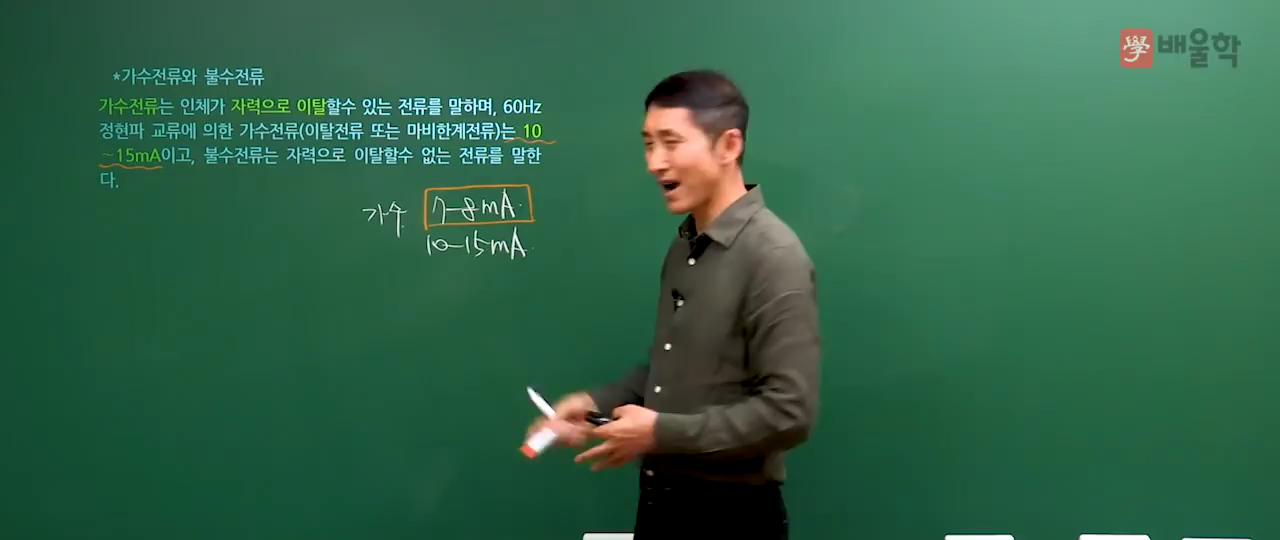 學 배울학
*가수전류와 불수전류
가수전류는 인체가 자력으로 이탈할수 있는 전류를 말하며, 60Hz
정현파 교류에 의한 가수전류(이탈전류 또는 마비한계전류)는 10
~15mA이고, 불수전류는 자력으로 이탈할수 없는 전류를 말한
다.
가수 7-8mA.
10-15mA.